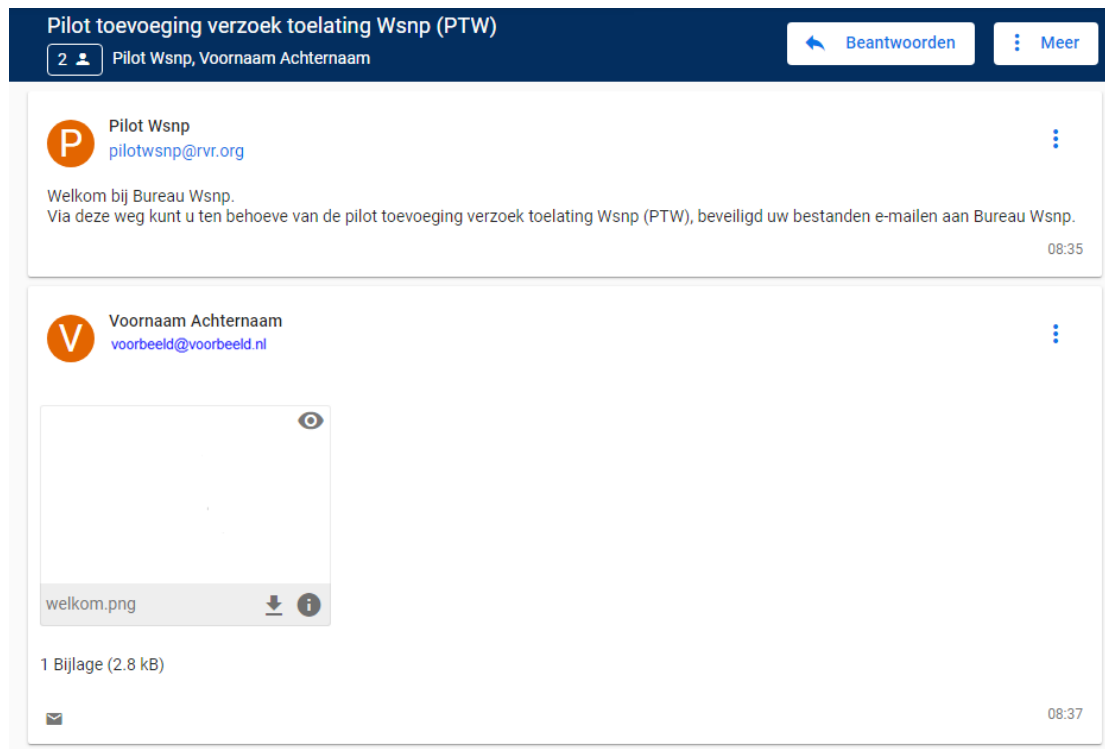 Pilot toevoeging verzoek toelating Wsnp (PTW)
2 Pilot Wsnp, Voornaam Achternaam
Beantwoorden
Meer
P
Pilot Wsnp
pilotwsnp@rvr.org
Welkom bij Bureau Wsnp.
Via deze weg kunt u ten behoeve van de pilot toevoeging verzoek toelating Wsnp (PTW), beveiligd uw bestanden e-mailen aan Bureau Wsnp.
08:35
V
Voornaam Achternaam
voorbeeld@voorbeeld.nl
welkom.png
1 Bijlage (2.8 kB)
08:37